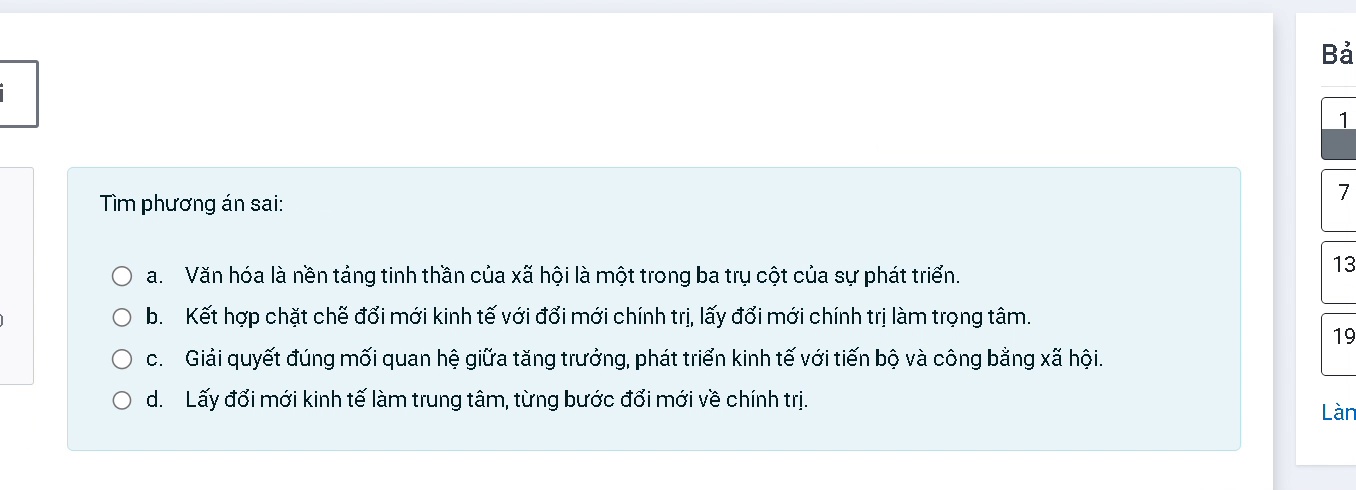 Bả
1
7
Tìm phương án sai:
a. Văn hóa là nền tảng tinh thần của xã hội là một trong ba trụ cột của sự phát triển.
13
b. Kết hợp chặt chẽ đổi mới kinh tế với đổi mới chính trị, lấy đổi mới chính trị làm trọng tâm.
19
c. Giải quyết đúng mối quan hệ giữa tăng trưởng, phát triển kinh tế với tiến bộ và công bằng xã hội.
d. Lấy đổi mới kinh tế làm trung tâm, từng bước đổi mới về chính trị.
Làm